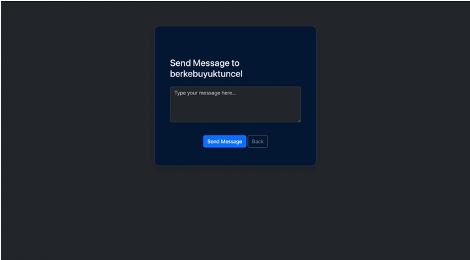 Send Message to
berkebuyuktuncel
Type your message here...
Send Message Back